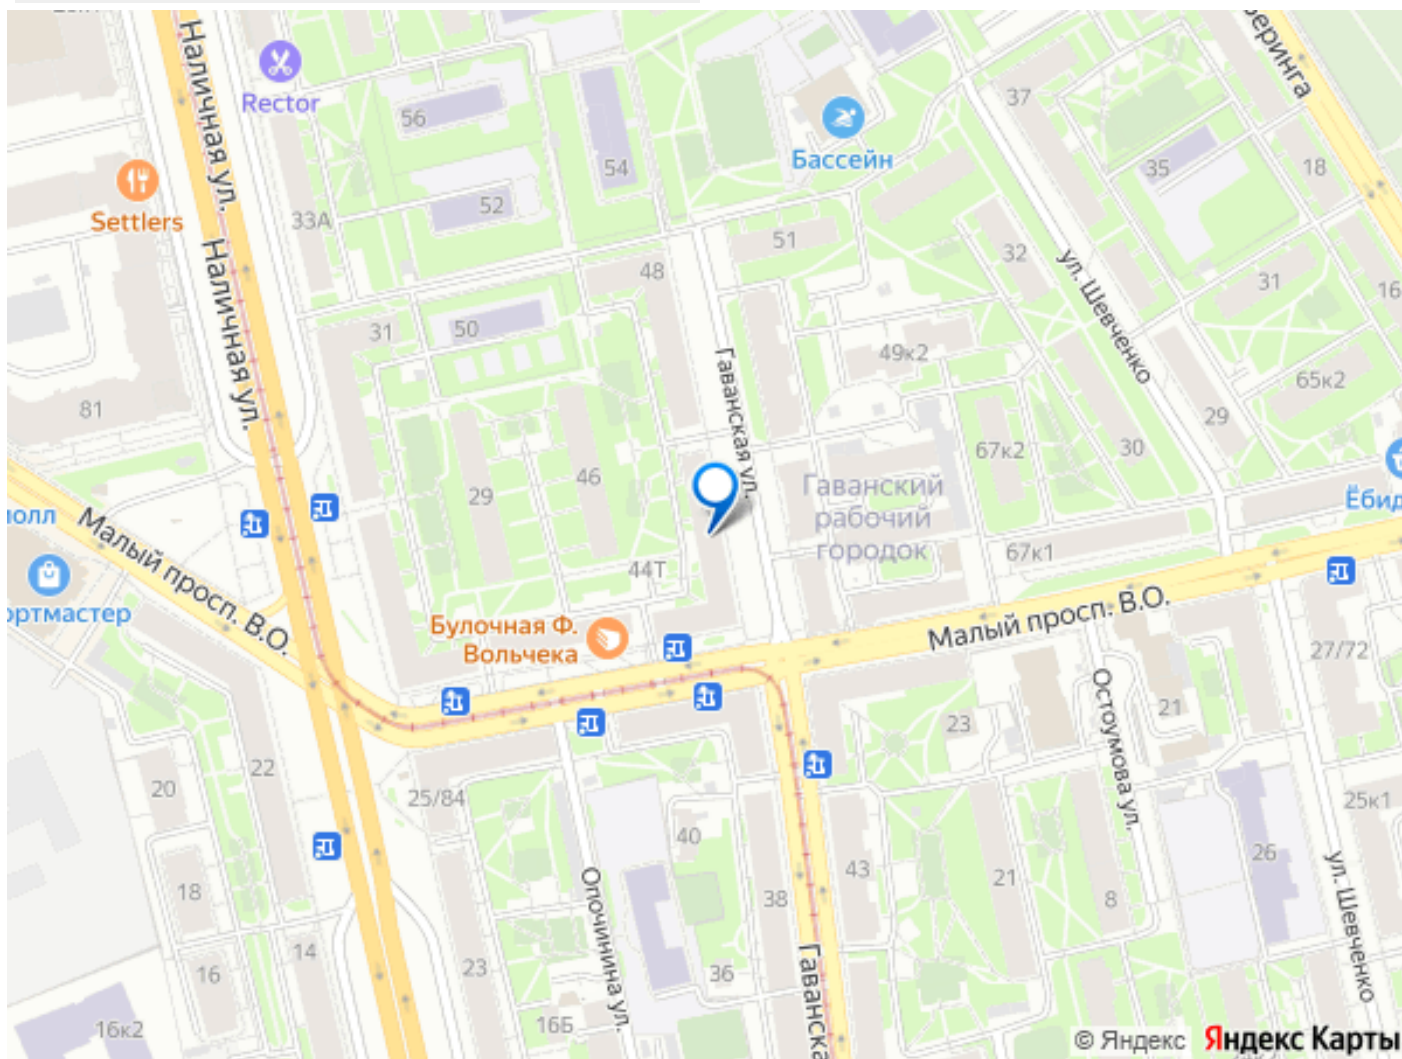 Наличная ул.
Rector
56
54
Бассейн
37
35
18
Settlers
33А
52
51
32
31
16
Наличная ул.
48
ул. Шевченко
50
31
Гаванская ул.
49к2
65к2
81
29
46
29
67к2
30
Гаванский
рабочий
городок
Малый просп. В.О.
44Т
67к1
Булочная Ф.
Вольчека
Малый просп. В.О.
27/72
Остоумова ул.
23
21
20
22
25/84
25к1
40
18
38
43
21
8
26
ул. Шевченко
Опочинина ул.
14
16
23
36
16Б
16к2
© Яндекс Яндекс Карты